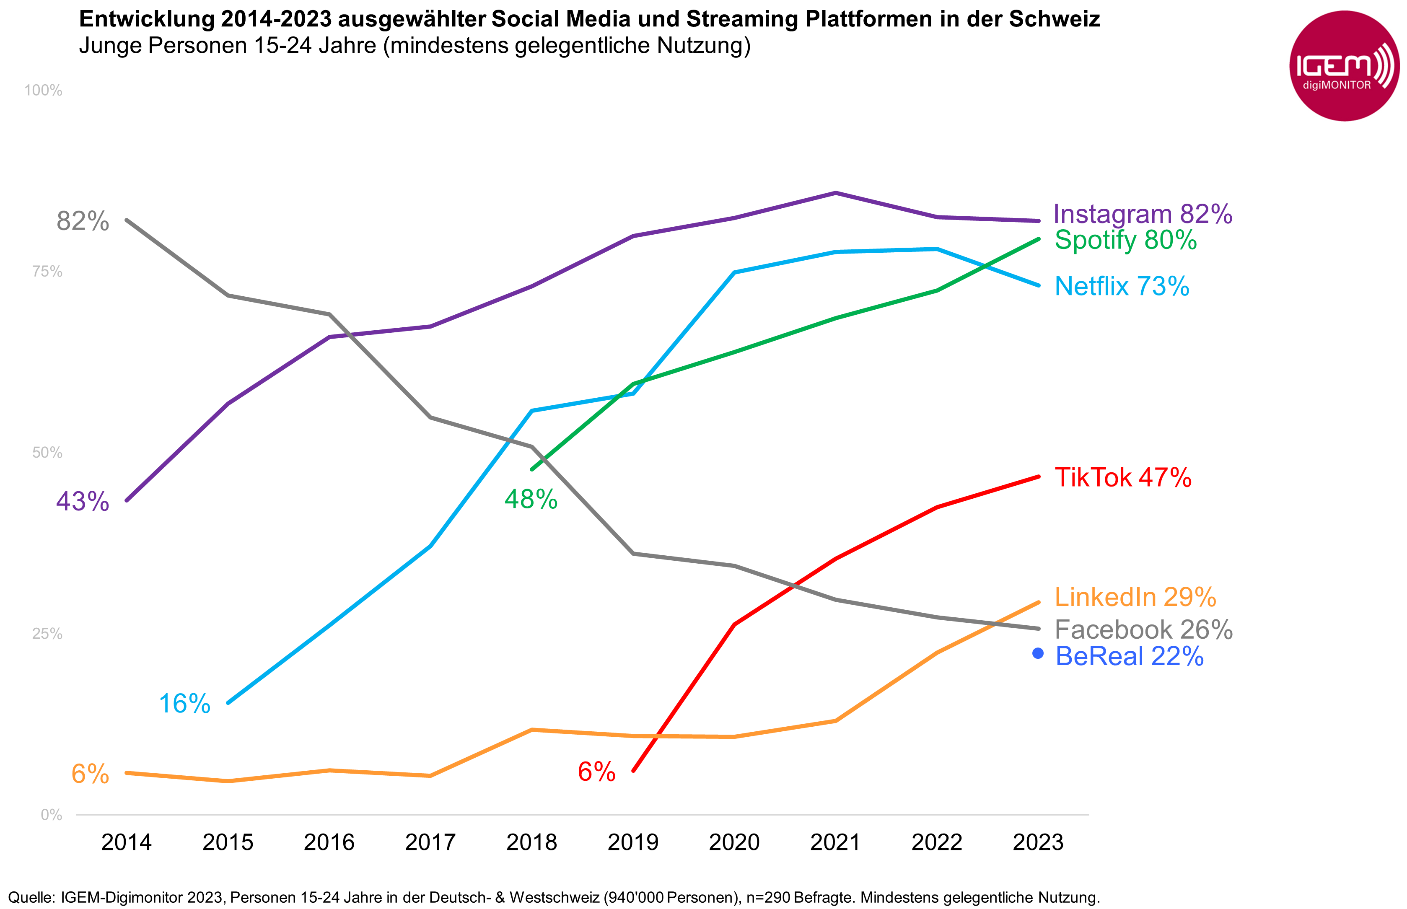 Entwicklung 2014-2023 ausgewählter Social Media und Streaming Plattformen in der Schweiz
Junge Personen 15-24 Jahre (mindestens gelegentliche Nutzung)
IGEM
digiMONITOR
100%
82%
Instagram 82%
Spotify 80%
75%
Netflix 73%
50%
43%
48%
TikTok 47%
LinkedIn 29%
25%
Facebook 26%
BeReal 22%
16%
6%
6%
0%
2014 2015 2016 2017 2018 2019 2020 2021 2022 2023
Quelle: IGEM-Digimonitor 2023, Personen 15-24 Jahre in der Deutsch- & Westschweiz (940'000 Personen), n=290 Befragte. Mindestens gelegentliche Nutzung.